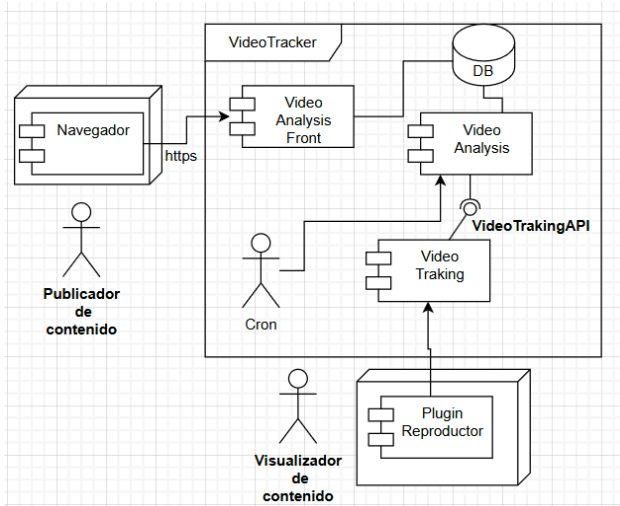 VideoTracker
DB
Navegador
Video
Analysis
Front
Video
Analysis
https
VideoTrakingAPI
Publicador
de
contenido
Cron
Video
Traking
Visualizador
de
contenido
Plugin
Reproductor